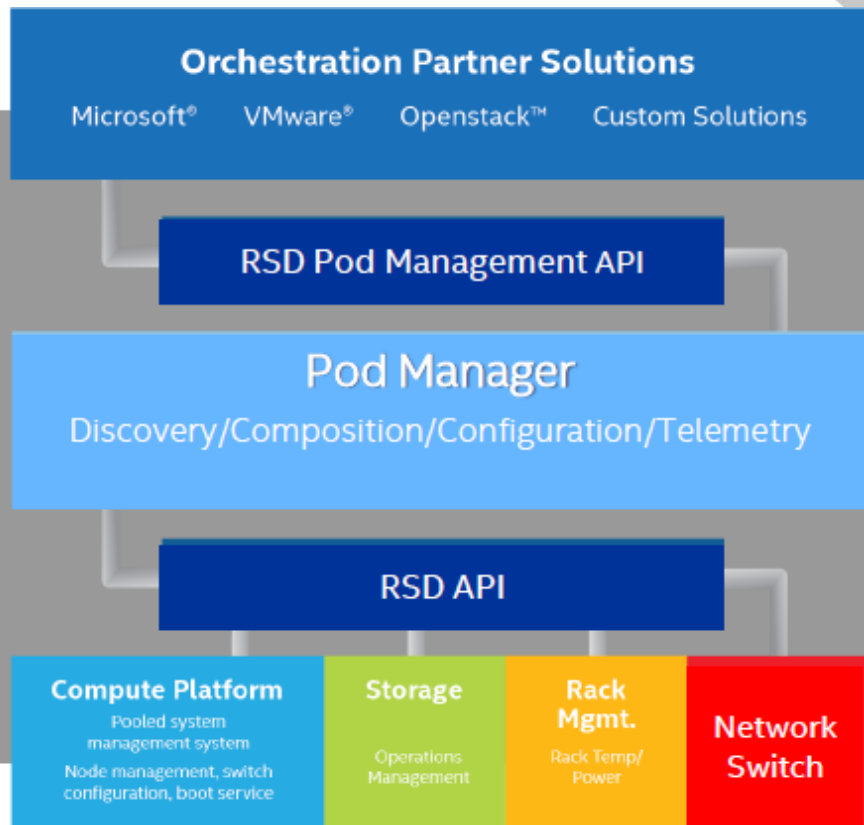 Orchestration Partner Solutions
Microsoft® VMware® Openstack™ Custom Solutions
RSD Pod Management API
Pod Manager
Discovery/Composition/Configuration/Telemetry
RSD API
Compute Platform
Pooled system
management system
Node management, switch
configuration, boot service
Storage
Operations
Management
Rack
Mgmt.
Rack Temp/
Power
Network
Switch